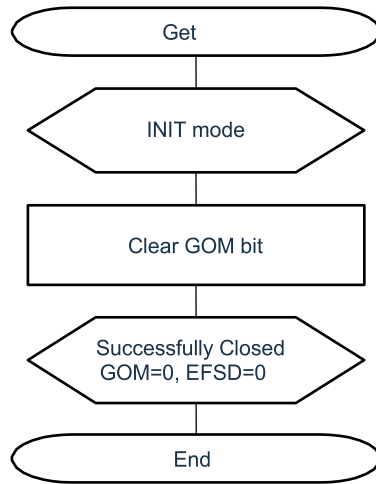 Get
INIT mode
Clear GOM bit
Successfully Closed
GOM=0, EFSD=0
End